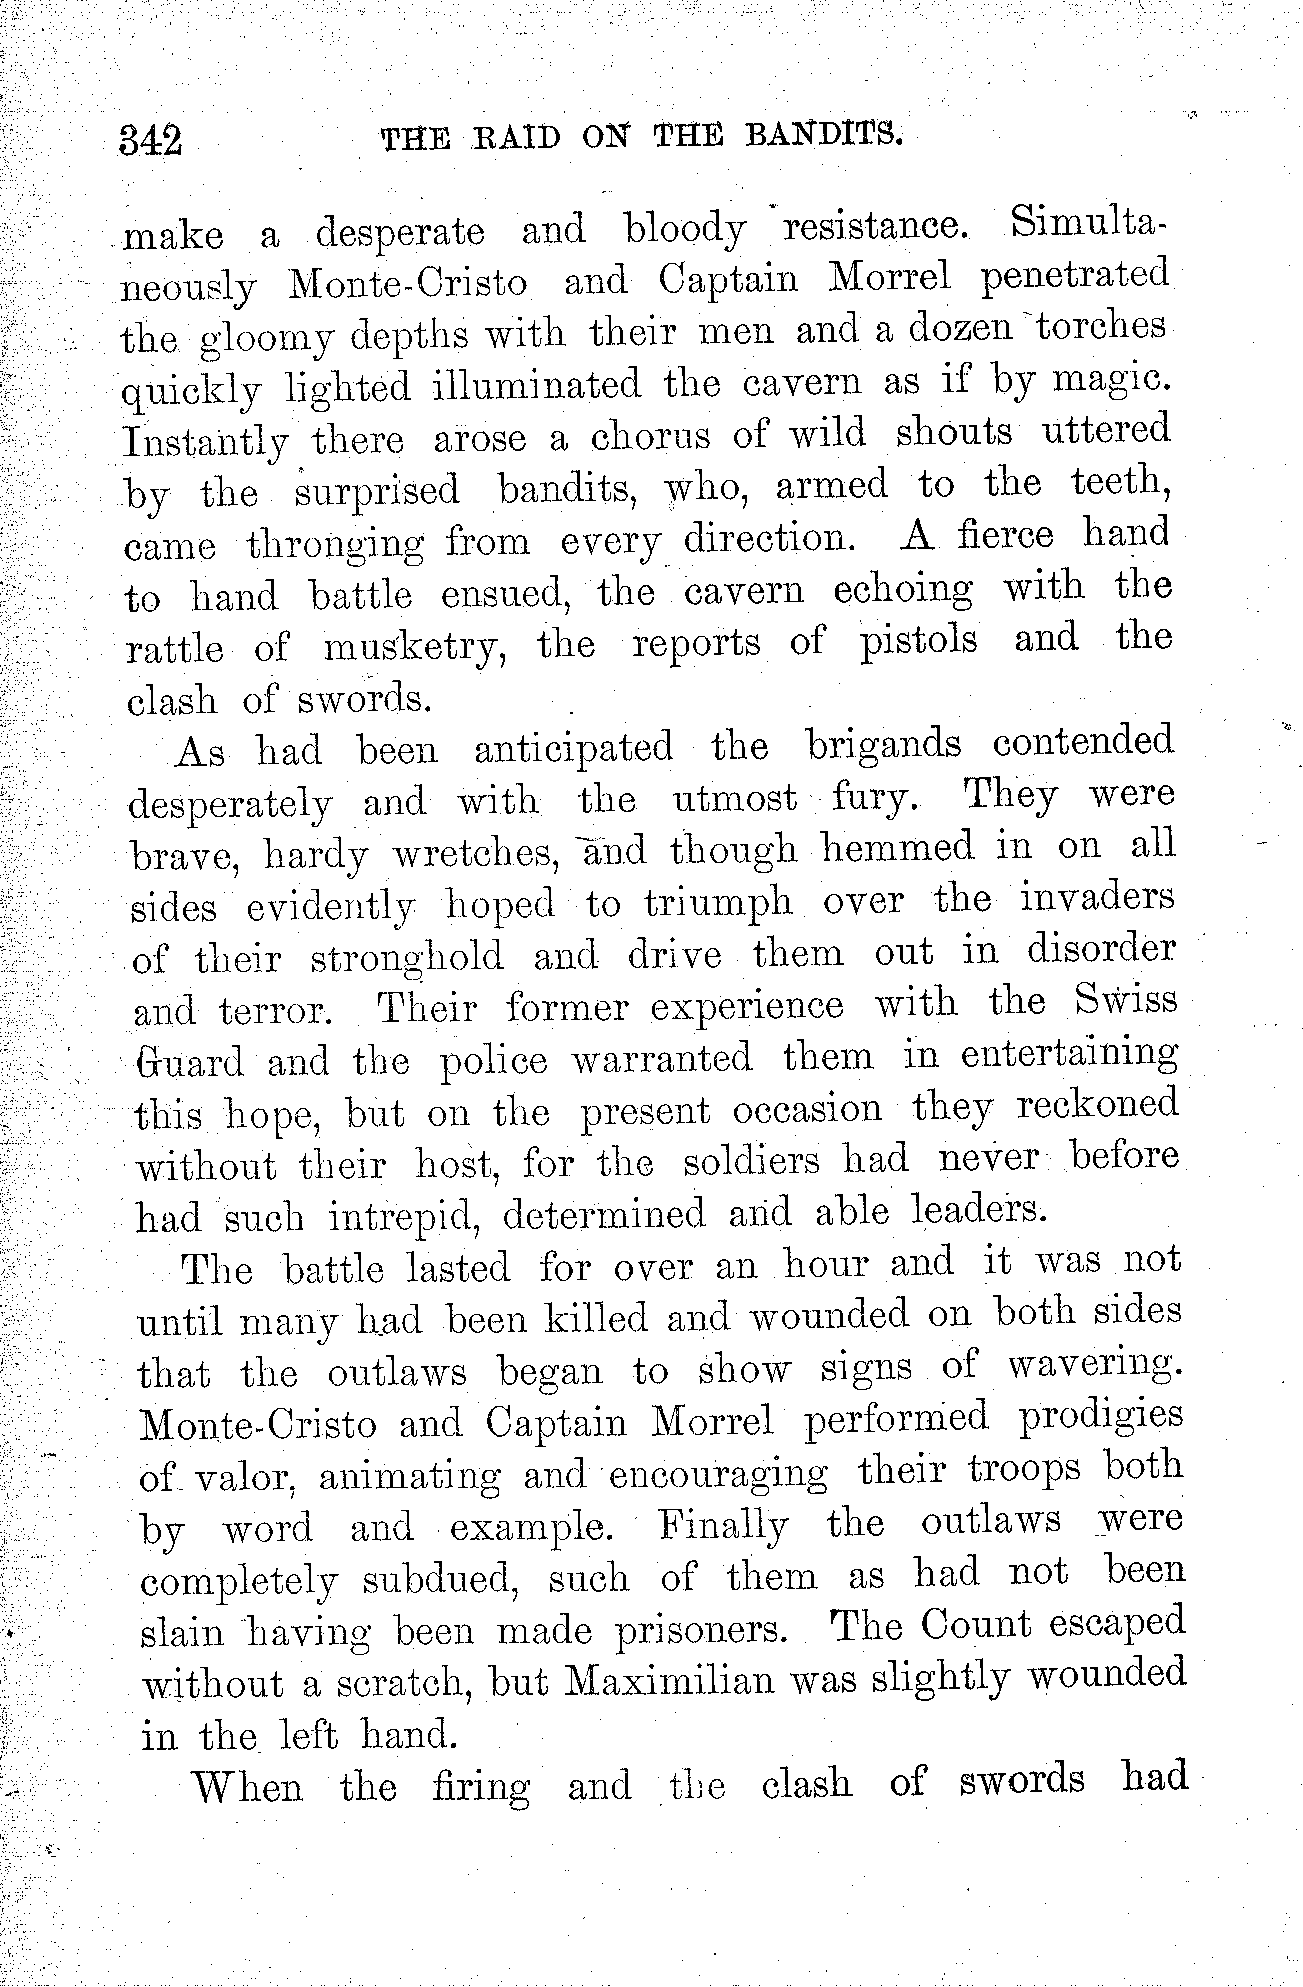 342 THE RAID ON THE BANDITS.
make a desperate and bloody resistance. Simulta-
neously Monte-Cristo and Captain Morrel penetrated
the gloomy depths with their men and a dozen torches
quickly lighted illuminated the cavern as if by magic.
Instantly there arose a chorus of wild shouts uttered
by the surprised bandits, who, armed to the teeth,
came thronging from every direction. A fierce hand
to hand battle ensued, the cavern echoing with the
rattle of musketry, the reports of pistols and the
clash of swords.
As had been anticipated the brigands contended
desperately and with the utmost fury. They were
brave, hardy wretches, and though hemmed in on all
sides evidently hoped to triumph over the invaders
of their stronghold and drive them out in disorder
and terror. Their former experience with the Swiss
Guard and the police warranted them in entertaining
this hope, but on the present occasion they reckoned
without their host, for the soldiers had never before
had such intrepid, determined and able leaders.
The battle lasted for over an hour and it was not
until many had been killed and wounded on both sides
that the outlaws began to show signs of wavering.
Monte-Cristo and Captain Morrel performed prodigies
of valor, animating and encouraging their troops both
by word and example. Finally the outlaws were
completely subdued, such of them as had not been
slain having been made prisoners. The Count escaped
without a scratch, but Maximilian was slightly wounded
in the left hand.
When the firing and the clash of swords had